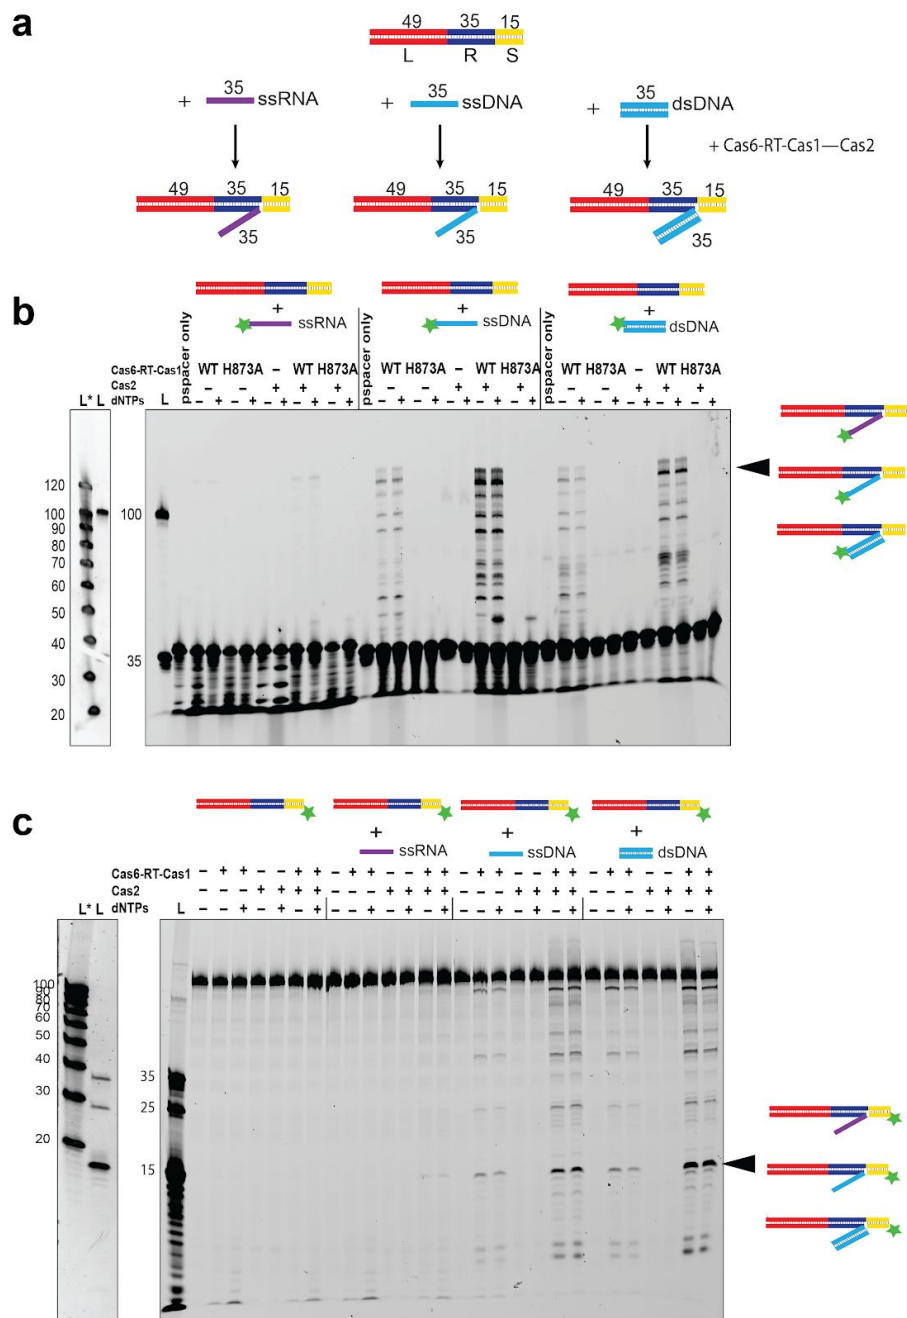 a
49 35 15
L R S
+ 35 ssRNA + 35 ssDNA + 35 dsDNA
+ Cas6-RT-Cas1—Cas2
49 35 15 49 35 15 49 35 15
35 35 35
b
pspacer only + ssRNA pspacer only + ssDNA pspacer only + dsDNA
Cas6-RT-Cas1 WT H873A – WT H873A WT H873A – WT H873A WT H873A – WT H873A
Cas2 – – + + + – – + + + – – + + +
L* L dNTPs L – + – + – + – + – + – + – + – + – + – + – + – + – + – + – +
120
100 100
90
80
70
60
50
40
35
30
20
c
+ + +
ssRNA ssDNA dsDNA
Cas6-RT-Cas1 – + + – – + + – + + – – + + – + + – – + + – + + – – + +
Cas2 – – – + + + + – – – + + + + – – – + + + + – – – + + + +
L* L dNTPs L – – + – + – + – – + – + – + – – + – + – + – – + – + – +
100
90
80
70
60
50
40
35
30
25
20
15